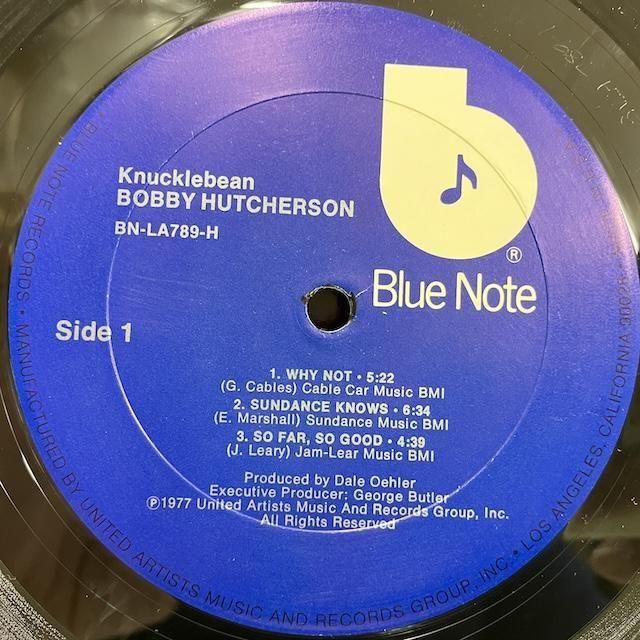 Knucklebean
BOBBY HUTCHERSON
BN-LA789-H
®
Blue Note
Side 1
1. WHY NOT • 5:22
(G. Cables) Cable Car Music BMI
2. SUNDANCE KNOWS • 6:34
(E. Marshall) Sundance Music BMI
3. SO FAR, SO GOOD • 4:39
(J. Leary) Jam-Lear Music BMI
Produced by Dale Oehler
Executive Producer: George Butler
℗1977 United Artists Music And Records Group, Inc.
All Rights Reserved
BLUE NOTE RECORDS • MANUFACTURED BY UNITED ARTISTS MUSIC AND RECORDS GROUP, INC. • LOS ANGELES, CALIFORNIA